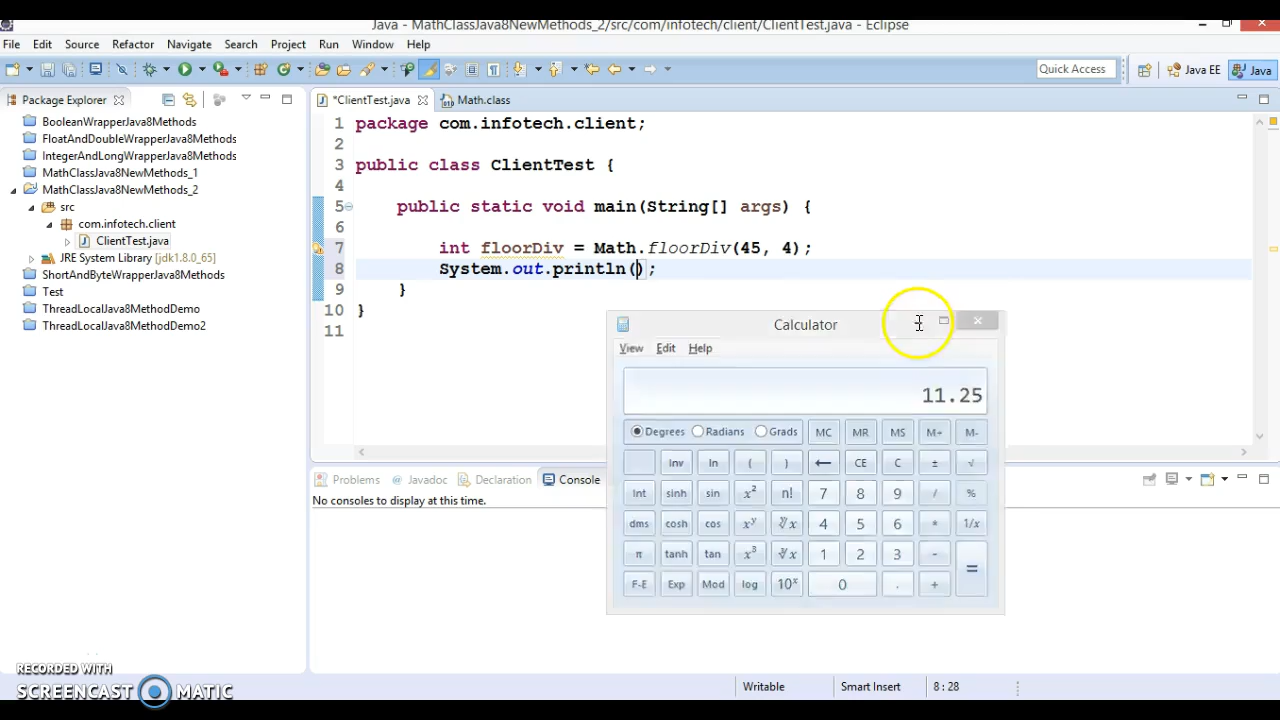 Java - MathClassJava8NewMethods_2/src/com/infotech/client/ClientTest.java - Eclipse
File Edit Source Refactor Navigate Search Project Run Window Help
Quick Access
Java EE
Java
Package Explorer
*ClientTest.java
Math.class
BooleanWrapperJava8Methods
FloatAndDoubleWrapperJava8Methods
IntegerAndLongWrapperJava8Methods
MathClassJava8NewMethods_1
MathClassJava8NewMethods_2
src
com.infotech.client
ClientTest.java
JRE System Library [jdk1.8.0_65]
ShortAndByteWrapperJava8Methods
Test
ThreadLocalJava8MethodDemo
ThreadLocalJava8MethodDemo2
1 package com.infotech.client;
2
3 public class ClientTest {
4
5 public static void main(String[] args) {
6
7 int floorDiv = Math.floorDiv(45, 4);
8 System.out.println();
9 }
10 }
11
Calculator
View Edit Help
11.25
Degrees Radians Grads MC MR MS M+ M-
Inv ln ( ) ← CE C ± √
Int sinh sin x² n! 7 8 9 / %
dms cosh cos xʸ ʸ√x 4 5 6 * 1/x
π tanh tan x³ ³√x 1 2 3 - =
F-E Exp Mod log 10ˣ 0 . +
Problems Javadoc Declaration Console
No consoles to display at this time.
Writable Smart Insert 8 : 28
RECORDED WITH
SCREENCAST MATIC